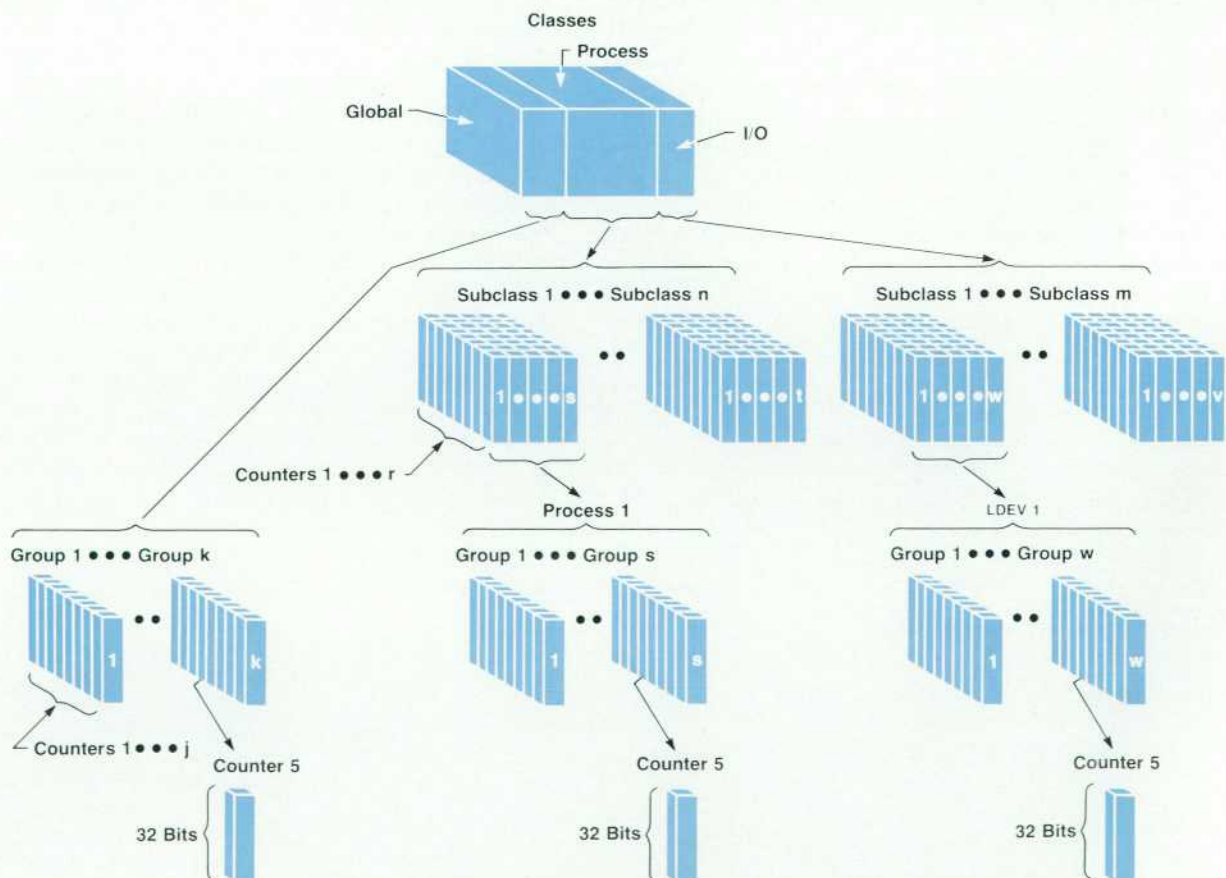 Classes
Process
Global
I/O
Subclass 1 ●●● Subclass n
Subclass 1 ●●● Subclass m
●●
●●
1●●●s
1●●●t
1●●●w
1●●●v
Counters 1 ●●● r
Process 1
LDEV 1
Group 1 ●●● Group k
Group 1 ●●● Group s
Group 1 ●●● Group w
●●
●●
●●
1
k
1
s
1
w
Counters 1 ●●● j
Counter 5
Counter 5
Counter 5
32 Bits
32 Bits
32 Bits